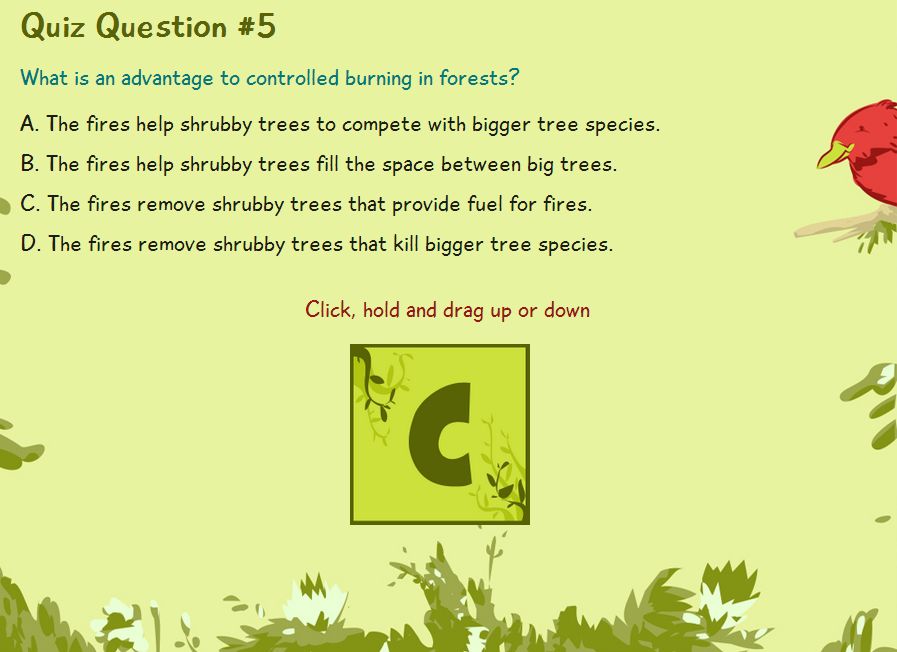 Quiz Question #5
What is an advantage to controlled burning in forests?
A. The fires help shrubby trees to compete with bigger tree species.
B. The fires help shrubby trees fill the space between big trees.
C. The fires remove shrubby trees that provide fuel for fires.
D. The fires remove shrubby trees that kill bigger tree species.
Click, hold and drag up or down
C